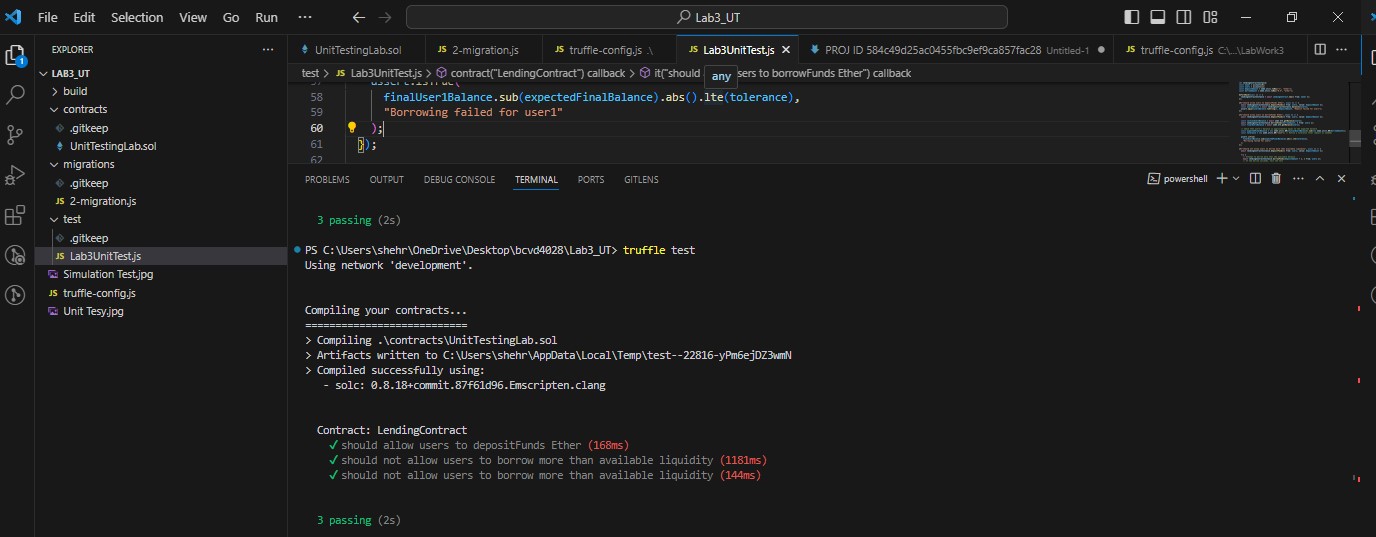 File Edit Selection View Go Run ··· Lab3_UT
EXPLORER ···
LAB3_UT
build
contracts
.gitkeep
UnitTestingLab.sol
migrations
.gitkeep
JS 2-migration.js
test
.gitkeep
JS Lab3UnitTest.js
Simulation Test.jpg
JS truffle-config.js
Unit Tesy.jpg
1
UnitTestingLab.sol JS 2-migration.js JS truffle-config.js .\ JS Lab3UnitTest.js PROJ ID 584c49d25ac0455fbc9ef9ca857fac28 Untitled-1 JS truffle-config.js C:\...\LabWork3 ···
test > JS Lab3UnitTest.js > contract("LendingContract") callback > it("should
any
sers to borrowFunds Ether") callback
58 finalUser1Balance.sub(expectedFinalBalance).abs().lte(tolerance),
59 "Borrowing failed for user1"
60 );
61 });
62
PROBLEMS OUTPUT DEBUG CONSOLE TERMINAL PORTS GITLENS powershell ···
3 passing (2s)
PS C:\Users\shehr\OneDrive\Desktop\bcvd4028\Lab3_UT> truffle test
Using network 'development'.
Compiling your contracts...
===========================
> Compiling .\contracts\UnitTestingLab.sol
> Artifacts written to C:\Users\shehr\AppData\Local\Temp\test--22816-yPm6ejDZ3wmN
> Compiled successfully using:
- solc: 0.8.18+commit.87f61d96.Emscripten.clang
Contract: LendingContract
✓ should allow users to depositFunds Ether (168ms)
✓ should not allow users to borrow more than available liquidity (1181ms)
✓ should not allow users to borrow more than available liquidity (144ms)
3 passing (2s)